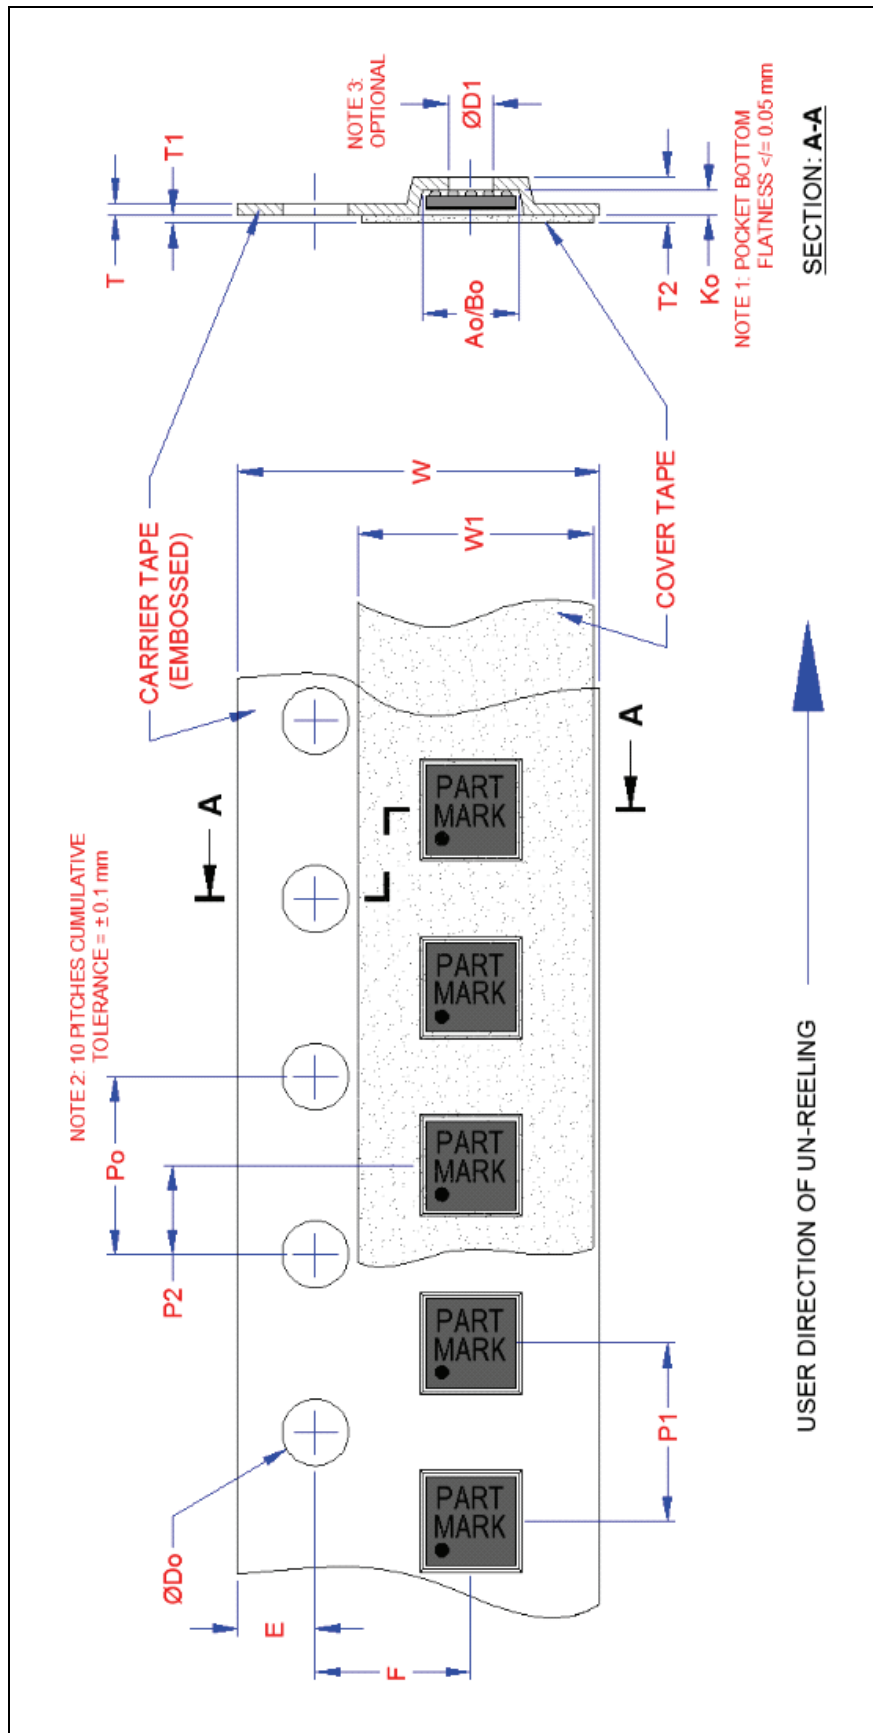 NOTE 2: 10 PITCHES CUMULATIVE
TOLERANCE = ± 0.1 mm
CARRIER TAPE
(EMBOSSED)
T
T1
NOTE 3:
OPTIONAL
ØD1
Po
P2
ØDo
E
F
A
A
W
W1
Ao/Bo
T2
Ko
NOTE 1: POCKET BOTTOM
FLATNESS </= 0.05 mm
SECTION: A-A
COVER TAPE
P1
PART
MARK
PART
MARK
PART
MARK
PART
MARK
PART
MARK
USER DIRECTION OF UN-REELING